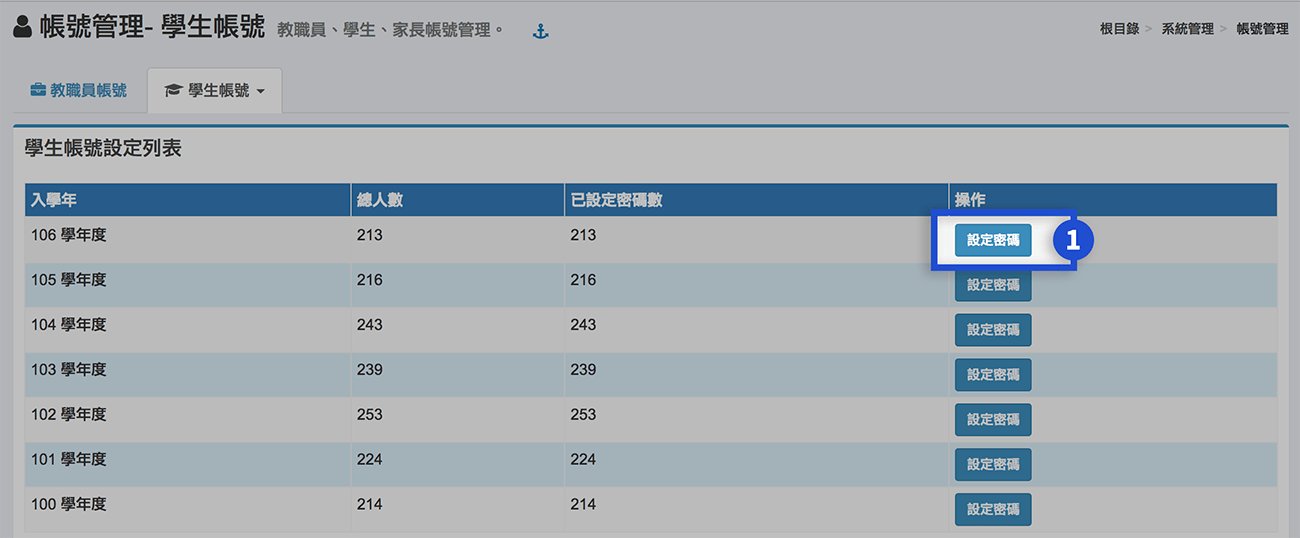 帳號管理- 學生帳號 教職員、學生、家長帳號管理。
根目錄 > 系統管理 > 帳號管理
教職員帳號 學生帳號
學生帳號設定列表
入學年 總人數 已設定密碼數 操作
106 學年度 213 213 設定密碼 1
105 學年度 216 216 設定密碼
104 學年度 243 243 設定密碼
103 學年度 239 239 設定密碼
102 學年度 253 253 設定密碼
101 學年度 224 224 設定密碼
100 學年度 214 214 設定密碼